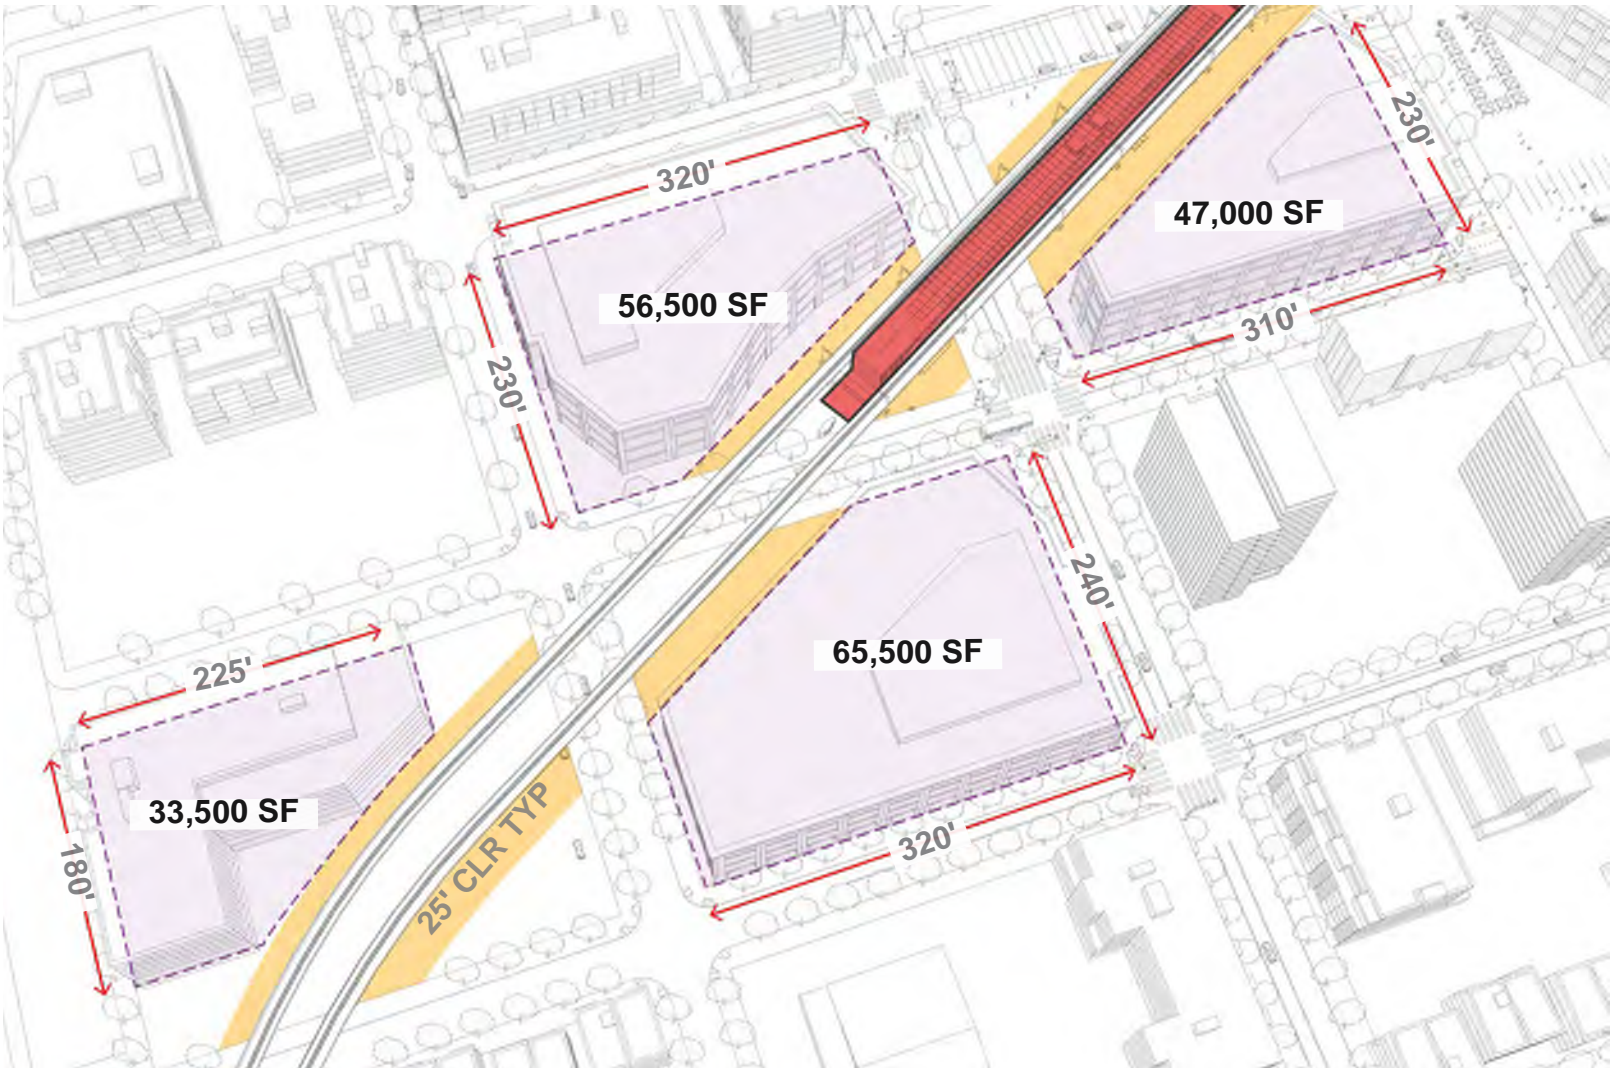 230'
320'
47,000 SF
56,500 SF
310'
230'
240'
65,500 SF
225'
33,500 SF
25' CLR TYP
320'
180'